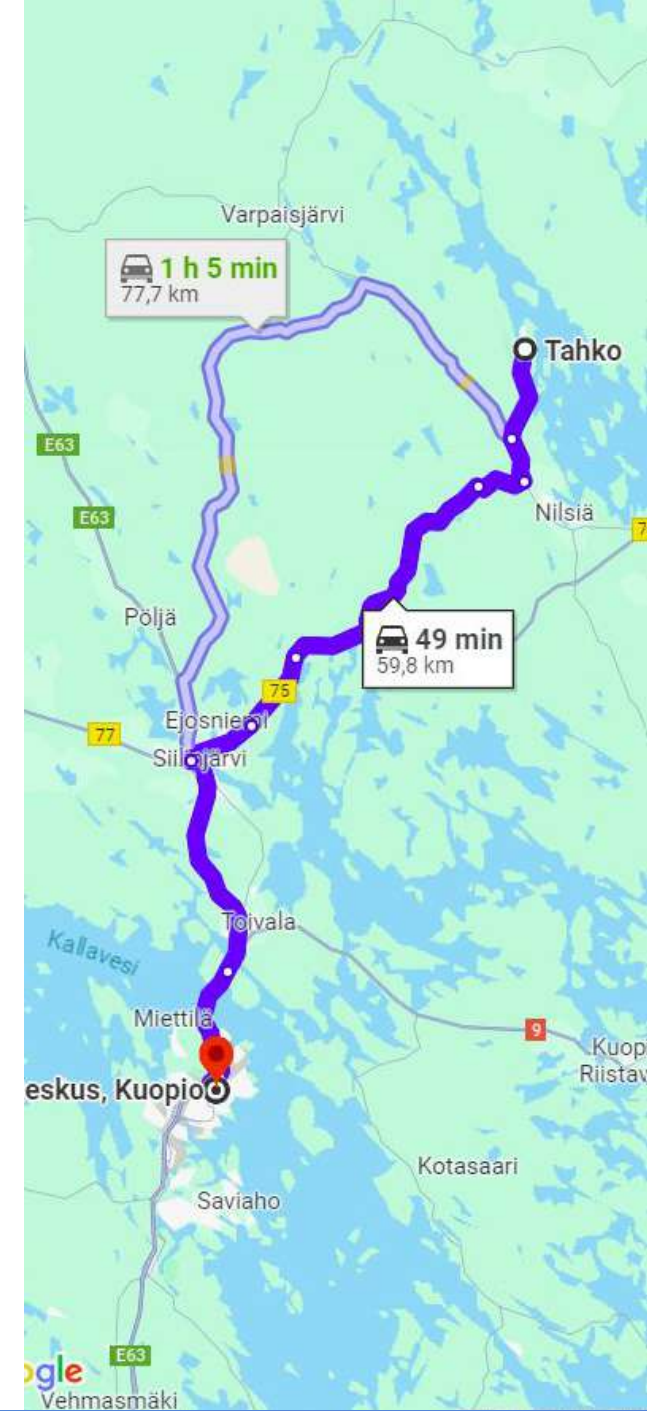 Varpaisjärvi
1 h 5 min
77,7 km
Tahko
E63
E63
Nilsiä
7
Pöljä
49 min
59,8 km
75
Ejosniemi
77
Siilinjärvi
Toivala
Kallavesi
Miettilä
9
Kuop
Riistav
eskus, Kuopio
Kotasaari
Saviaho
E63
ogle
Vehmasmäki